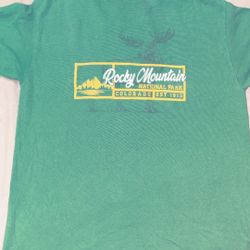 Rocky Mountain
NATIONAL PARK
COLORADO EST 1915